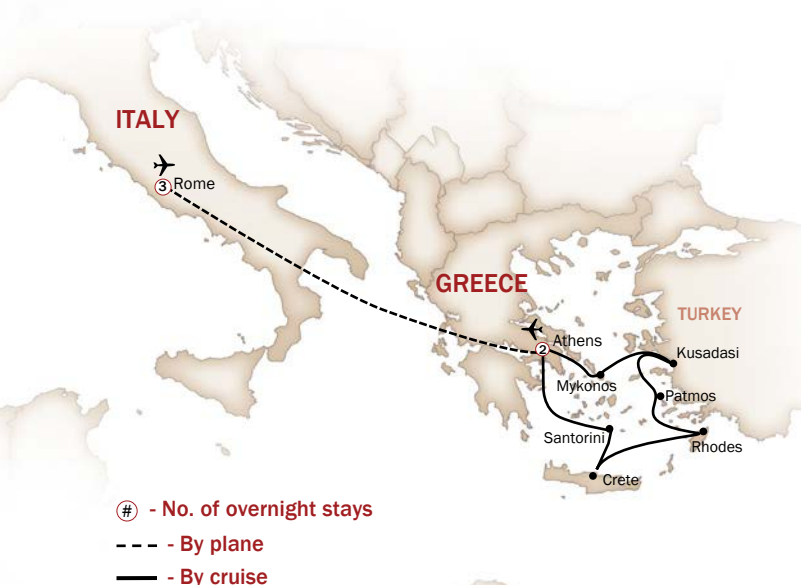 ITALY
3 Rome
GREECE
TURKEY
2 Athens
Kusadasi
Mykonos
Patmos
Santorini
Rhodes
Crete
# - No. of overnight stays
- By plane
- By cruise